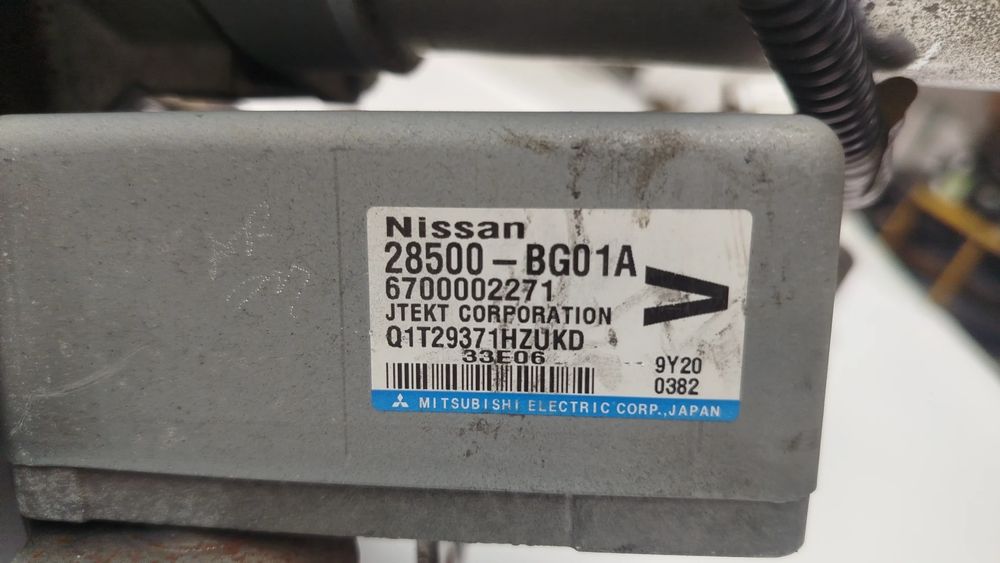 Nissan
28500-BG01A
6700002271
JTEKT CORPORATION
Q1T29371HZUKD
33E06
V
9Y20
0382
MITSUBISHI ELECTRIC CORP.,JAPAN